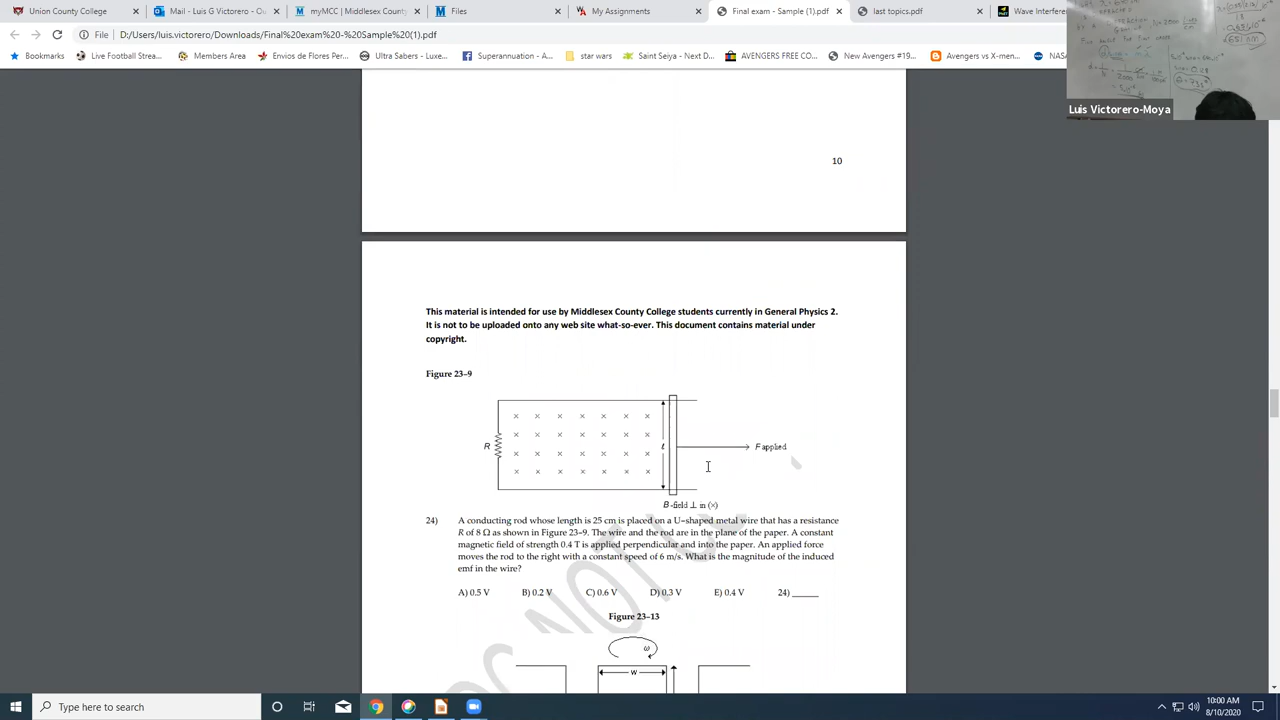 Union County College
Mail - Luis G Victorero - Ou
myMCC | Middlesex County
Files
My Assignments
Final exam - Sample (1).pdf
last topics.pdf
Wave Interfere
File | D:/Users/luis.victorero/Downloads/Final%20exam%20-%20Sample%20(1).pdf
Bookmarks
Live Football Strea...
Members Area
Envios de Flores Per...
Ultra Sabers - Luxe...
Superannuation - A...
star wars
Saint Seiya - Next D...
AVENGERS FREE CO...
New Avengers #19...
Avengers vs X-men...
Luis Victorero-Moya
10
This material is intended for use by Middlesex County College students currently in General Physics 2.
It is not to be uploaded onto any web site what-so-ever. This document contains material under
copyright.
Figure 23-9
R
ℓ
F applied
B-field ⊥ in (×)
24) A conducting rod whose length is 25 cm is placed on a U-shaped metal wire that has a resistance
R of 8 Ω as shown in Figure 23-9. The wire and the rod are in the plane of the paper. A constant
magnetic field of strength 0.4 T is applied perpendicular and into the paper. An applied force
moves the rod to the right with a constant speed of 6 m/s. What is the magnitude of the induced
emf in the wire?
A) 0.5 V B) 0.2 V C) 0.6 V D) 0.3 V E) 0.4 V 24) ______
Figure 23-13
ω
w
Type here to search
10:00 AM
8/10/2020